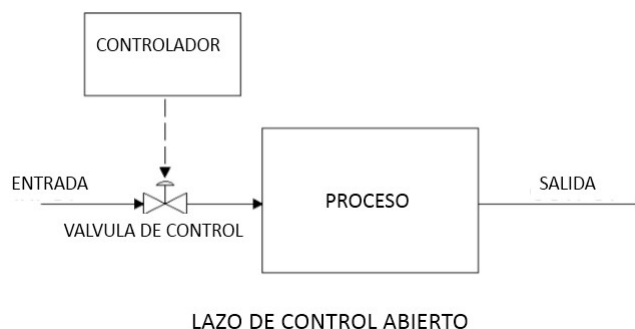 CONTROLADOR
ENTRADA
VALVULA DE CONTROL
PROCESO
SALIDA
LAZO DE CONTROL ABIERTO